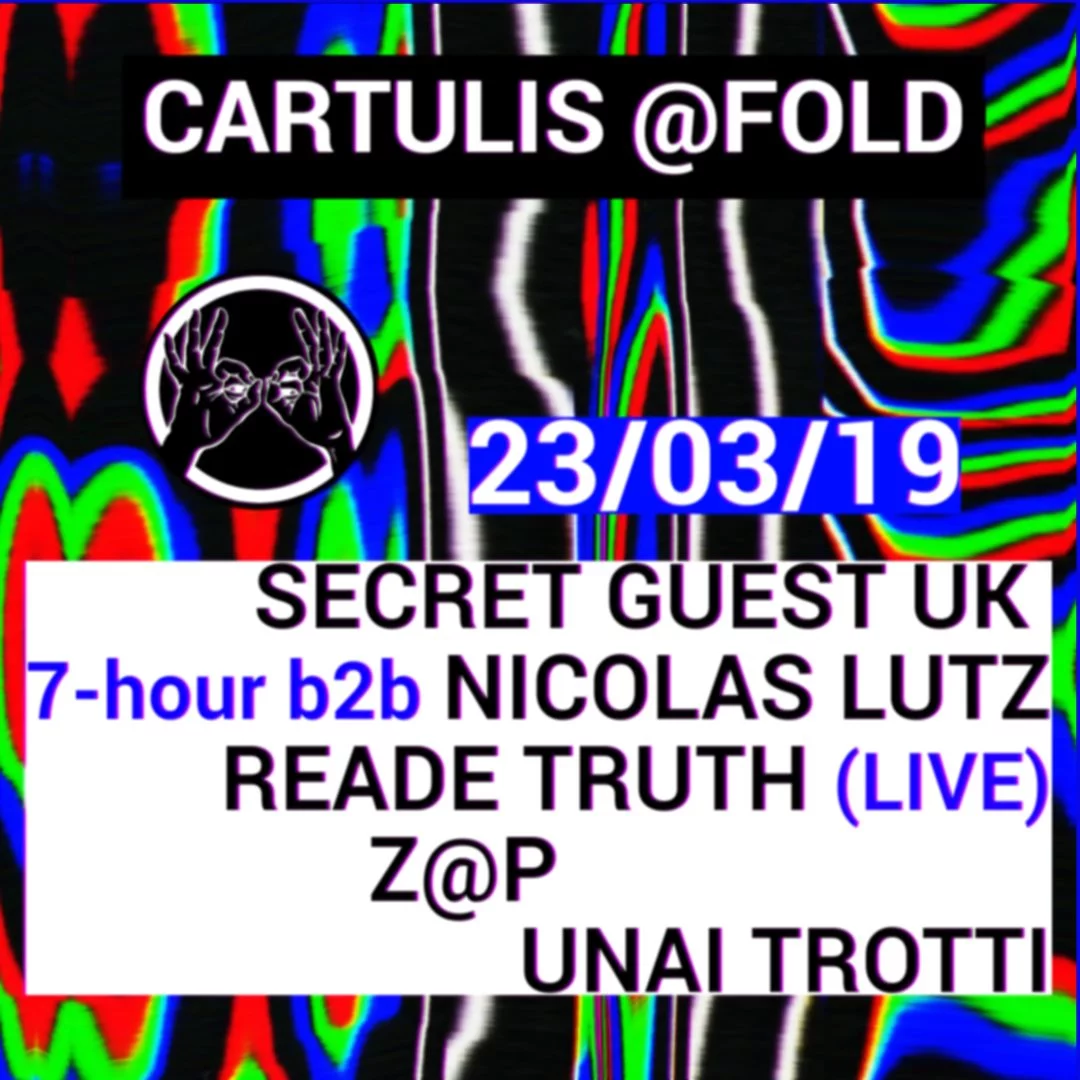 CARTULIS @FOLD
23/03/19
SECRET GUEST UK
7-hour b2b NICOLAS LUTZ
READE TRUTH (LIVE)
Z@P
UNAI TROTTI